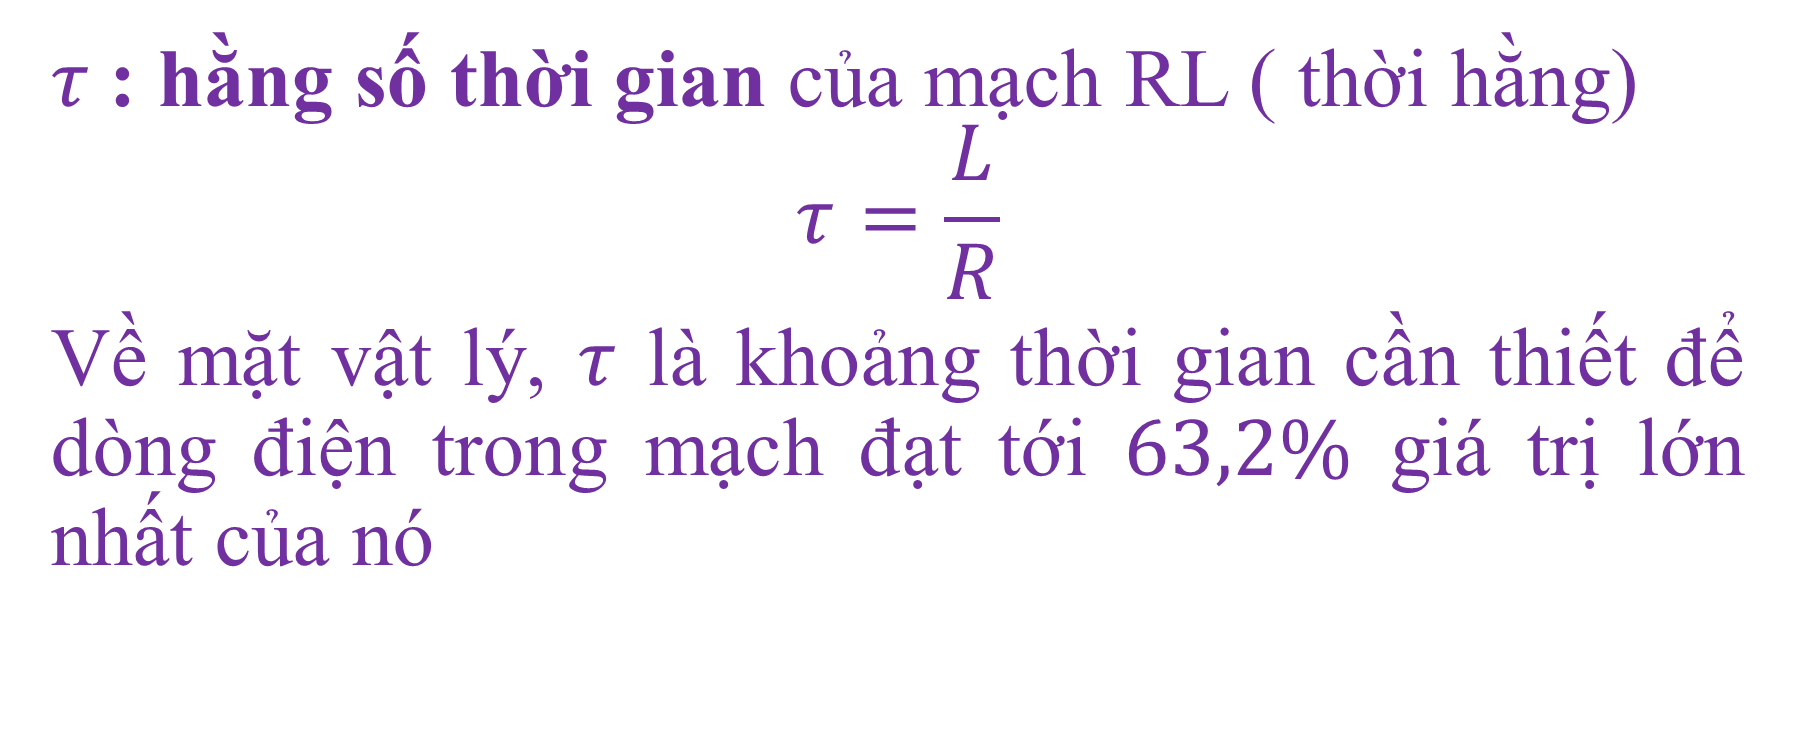 τ : hằng số thời gian của mạch RL ( thời hằng)
τ = L/R
Về mặt vật lý, τ là khoảng thời gian cần thiết để
dòng điện trong mạch đạt tới 63,2% giá trị lớn
nhất của nó